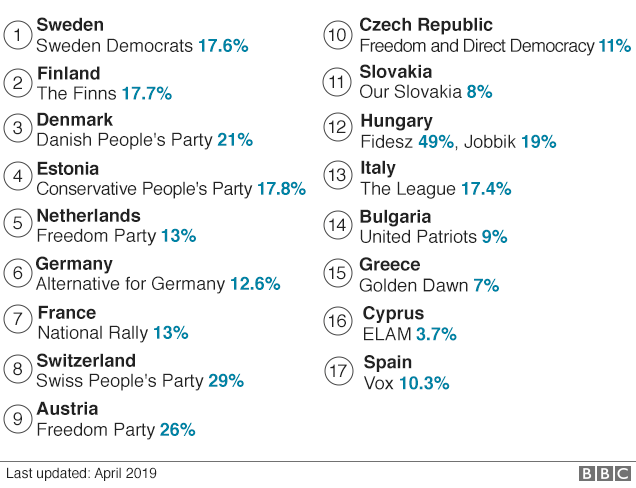 1 Sweden
Sweden Democrats 17.6%
2 Finland
The Finns 17.7%
3 Denmark
Danish People's Party 21%
4 Estonia
Conservative People's Party 17.8%
5 Netherlands
Freedom Party 13%
6 Germany
Alternative for Germany 12.6%
7 France
National Rally 13%
8 Switzerland
Swiss People's Party 29%
9 Austria
Freedom Party 26%
10 Czech Republic
Freedom and Direct Democracy 11%
11 Slovakia
Our Slovakia 8%
12 Hungary
Fidesz 49%, Jobbik 19%
13 Italy
The League 17.4%
14 Bulgaria
United Patriots 9%
15 Greece
Golden Dawn 7%
16 Cyprus
ELAM 3.7%
17 Spain
Vox 10.3%
Last updated: April 2019
BBC